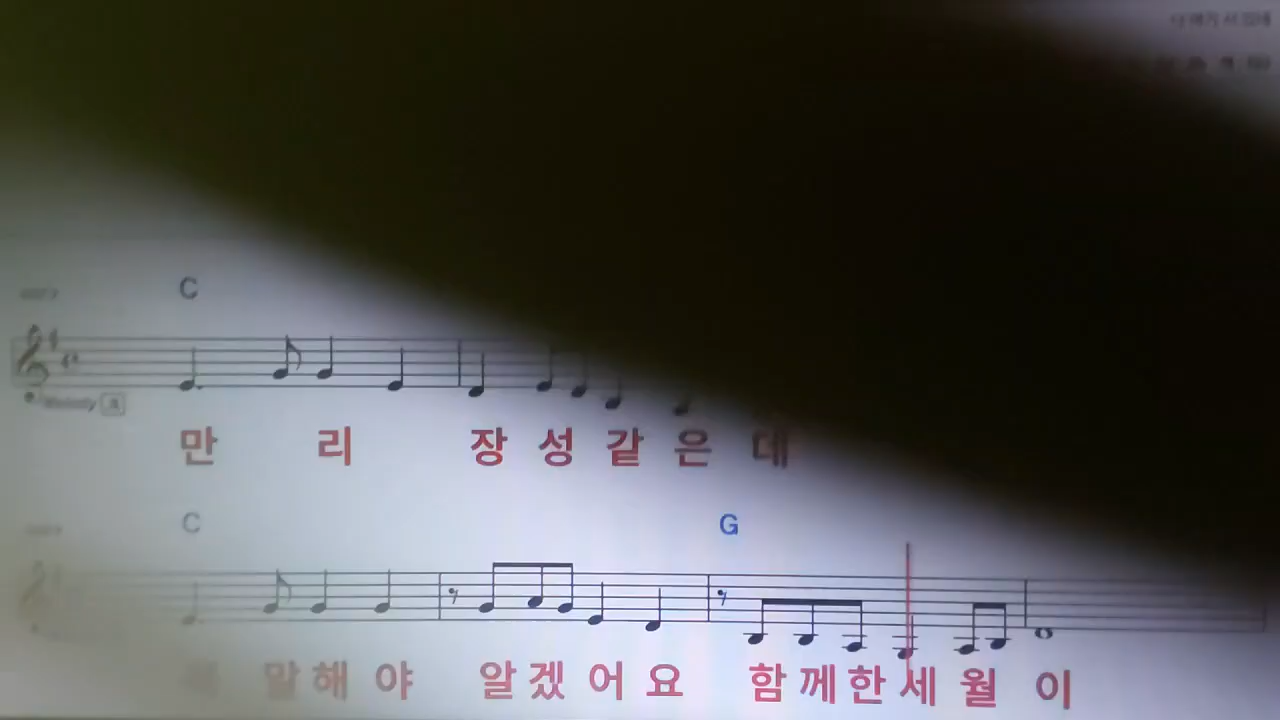 C
Melody A
만 리 장 성 같 은 데
C G
말 해 야 알 겠 어 요 함 께 한 세 월 이